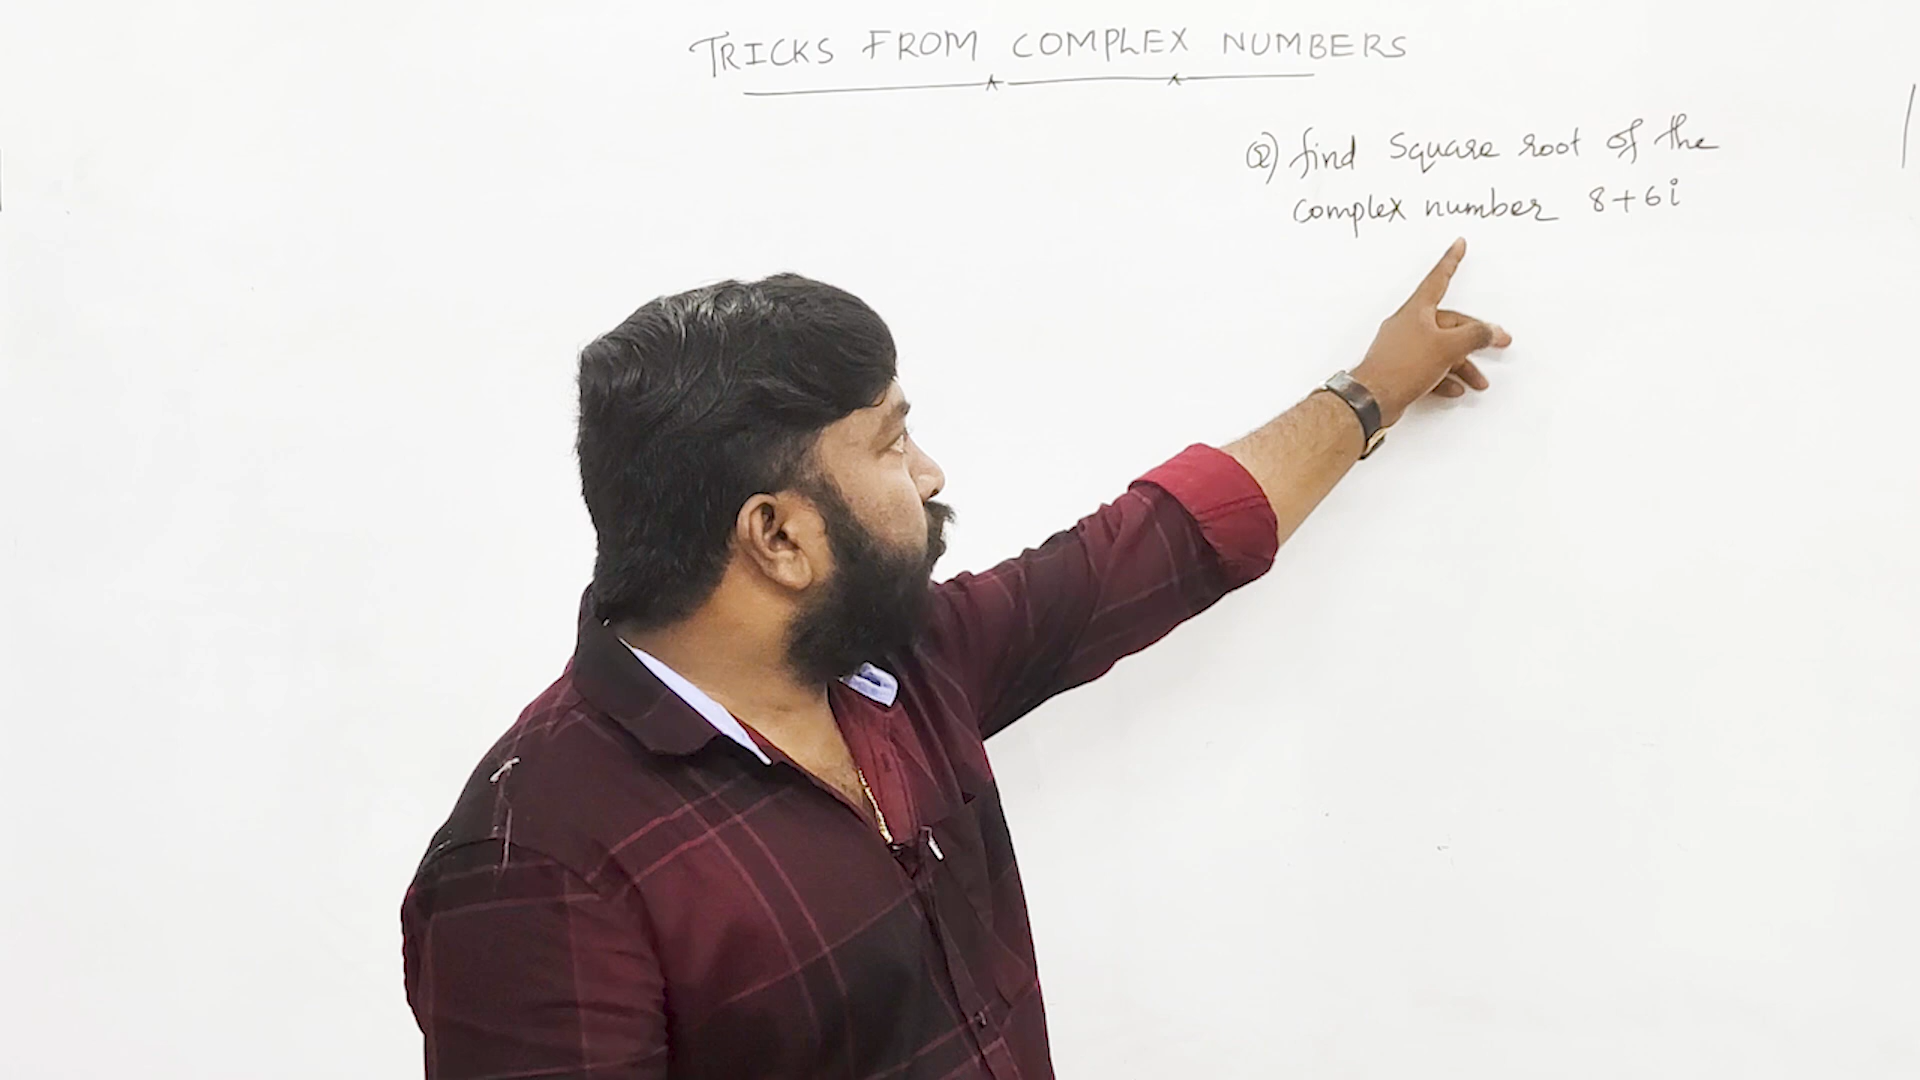 TRICKS FROM COMPLEX NUMBERS
Q) find Square root of the
complex number 8+6i